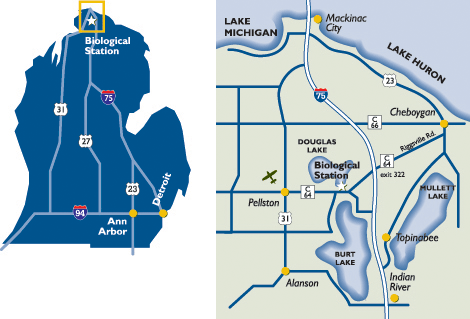 Biological
Station
31
75
27
23
Detroit
94
Ann
Arbor
LAKE
MICHIGAN
Mackinac
City
LAKE HURON
23
75
Cheboygan
C
66
Riggsville Rd.
DOUGLAS
LAKE
Biological
Station
C
64
exit 322
C
64
Pellston
31
MULLETT
LAKE
Topinabee
BURT
LAKE
Indian
River
Alanson